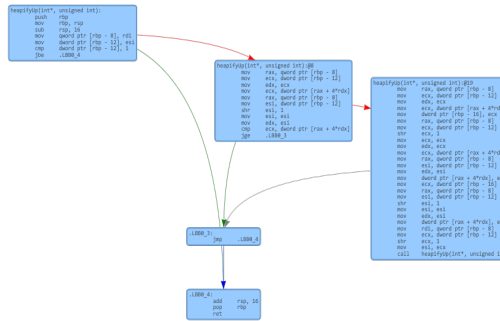 heapifyUp(int*, unsigned int):
push rbp
mov rbp, rsp
sub rsp, 16
mov qword ptr [rbp - 8], rdi
mov dword ptr [rbp - 12], esi
cmp dword ptr [rbp - 12], 1
jbe .LBB0_4
heapifyUp(int*, unsigned int):@8
mov rax, qword ptr [rbp - 8]
mov ecx, dword ptr [rbp - 12]
mov edx, ecx
mov ecx, dword ptr [rax + 4*rdx]
mov rax, qword ptr [rbp - 8]
mov esi, dword ptr [rbp - 12]
shr esi, 1
mov esi, esi
mov edx, esi
cmp ecx, dword ptr [rax + 4*rdx]
jge .LBB0_3
heapifyUp(int*, unsigned int):@19
mov rax, qword ptr [rbp - 8]
mov ecx, dword ptr [rbp - 12]
mov edx, ecx
mov ecx, dword ptr [rax + 4*rd
mov dword ptr [rbp - 16], ecx
mov rax, qword ptr [rbp - 8]
mov ecx, dword ptr [rbp - 12]
shr ecx, 1
mov ecx, ecx
mov edx, ecx
mov ecx, dword ptr [rax + 4*rd
mov rax, qword ptr [rbp - 8]
mov esi, dword ptr [rbp - 12]
mov edx, esi
mov dword ptr [rax + 4*rdx], e
mov ecx, dword ptr [rbp - 16]
mov rax, qword ptr [rbp - 8]
mov esi, dword ptr [rbp - 12]
shr esi, 1
mov esi, esi
mov edx, esi
mov dword ptr [rax + 4*rdx], e
mov rdi, qword ptr [rbp - 8]
mov ecx, dword ptr [rbp - 12]
shr ecx, 1
mov esi, ecx
call heapifyUp(int*, unsigned i
.LBB0_3:
jmp .LBB0_4
.LBB0_4:
add rsp, 16
pop rbp
ret